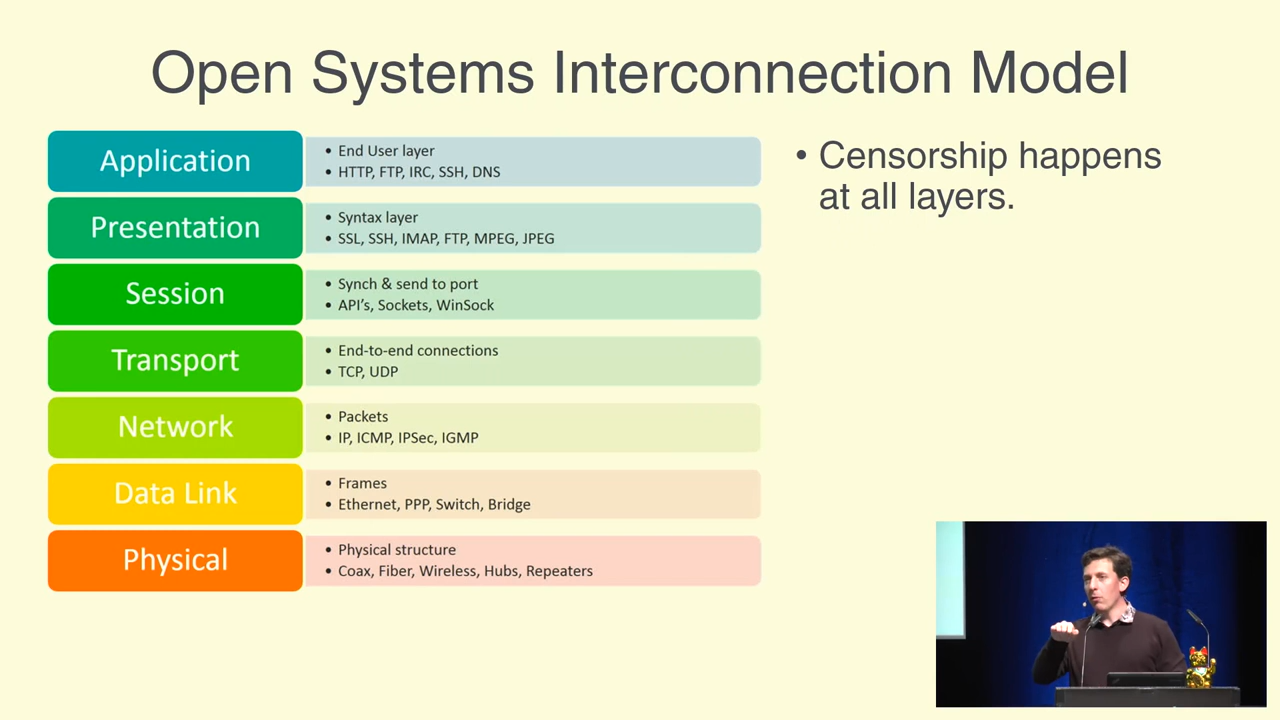 Open Systems Interconnection Model
Application
• End User layer
• HTTP, FTP, IRC, SSH, DNS
Presentation
• Syntax layer
• SSL, SSH, IMAP, FTP, MPEG, JPEG
Session
• Synch & send to port
• API’s, Sockets, WinSock
Transport
• End-to-end connections
• TCP, UDP
Network
• Packets
• IP, ICMP, IPSec, IGMP
Data Link
• Frames
• Ethernet, PPP, Switch, Bridge
Physical
• Physical structure
• Coax, Fiber, Wireless, Hubs, Repeaters
• Censorship happens
at all layers.